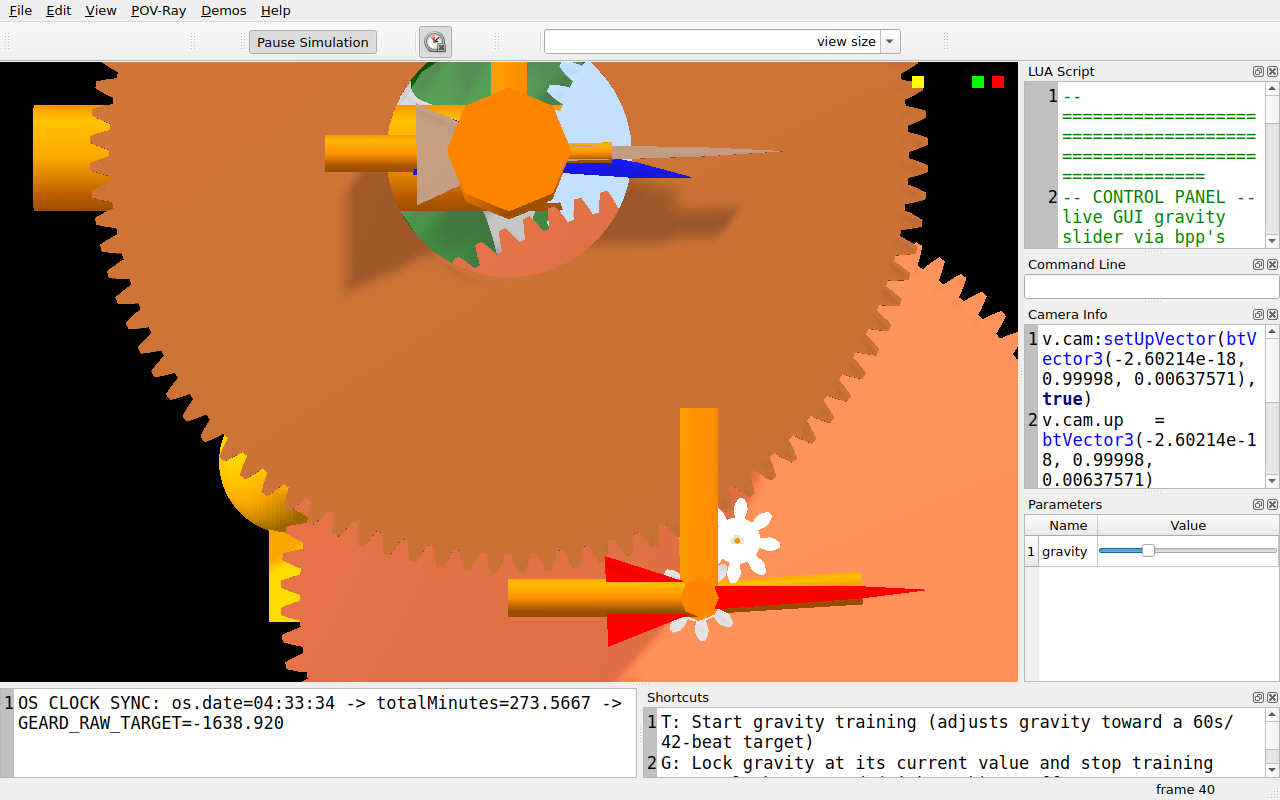 File Edit View POV-Ray Demos Help
Pause Simulation
view size
LUA Script
1 --
===================
===================
===================
==============
2 -- CONTROL PANEL --
live GUI gravity
slider via bpp's
Command Line
Camera Info
1 v.cam:setUpVector(btV
ector3(-2.60214e-18,
0.99998, 0.00637571),
true)
2 v.cam.up   =
btVector3(-2.60214e-1
8, 0.99998,
0.00637571)
Parameters
Name Value
1 gravity
1 OS CLOCK SYNC: os.date=04:33:34 -> totalMinutes=273.5667 ->
GEARD_RAW_TARGET=-1638.920
Shortcuts
1 T: Start gravity training (adjusts gravity toward a 60s/
42-beat target)
2 G: Lock gravity at its current value and stop training
frame 40